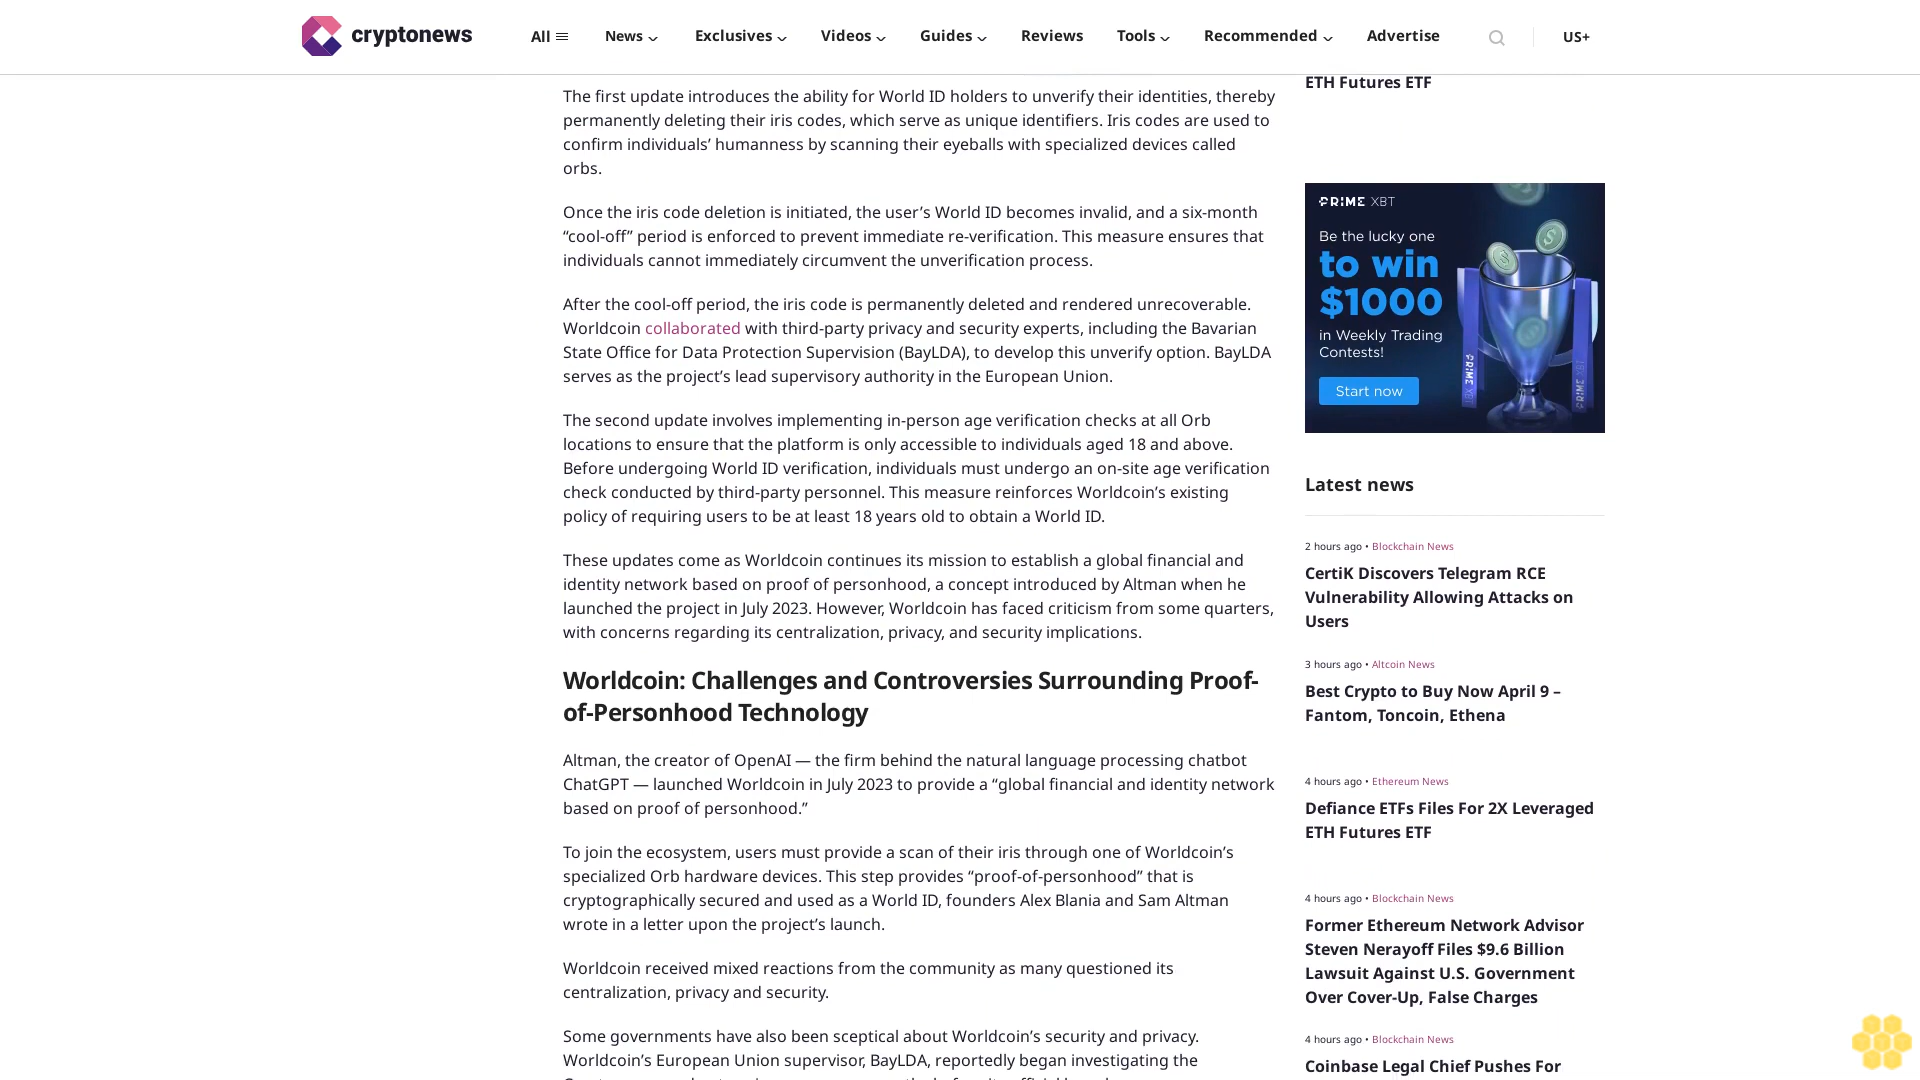 cryptonews
All
News
Exclusives
Videos
Guides
Reviews
Tools
Recommended
Advertise
US+
The first update introduces the ability for World ID holders to unverify their identities, thereby
permanently deleting their iris codes, which serve as unique identifiers. Iris codes are used to
confirm individuals’ humanness by scanning their eyeballs with specialized devices called
orbs.
Once the iris code deletion is initiated, the user’s World ID becomes invalid, and a six-month
“cool-off” period is enforced to prevent immediate re-verification. This measure ensures that
individuals cannot immediately circumvent the unverification process.
After the cool-off period, the iris code is permanently deleted and rendered unrecoverable.
Worldcoin collaborated with third-party privacy and security experts, including the Bavarian
State Office for Data Protection Supervision (BayLDA), to develop this unverify option. BayLDA
serves as the project’s lead supervisory authority in the European Union.
The second update involves implementing in-person age verification checks at all Orb
locations to ensure that the platform is only accessible to individuals aged 18 and above.
Before undergoing World ID verification, individuals must undergo an on-site age verification
check conducted by third-party personnel. This measure reinforces Worldcoin’s existing
policy of requiring users to be at least 18 years old to obtain a World ID.
These updates come as Worldcoin continues its mission to establish a global financial and
identity network based on proof of personhood, a concept introduced by Altman when he
launched the project in July 2023. However, Worldcoin has faced criticism from some quarters,
with concerns regarding its centralization, privacy, and security implications.
Worldcoin: Challenges and Controversies Surrounding Proof-
of-Personhood Technology
Altman, the creator of OpenAI — the firm behind the natural language processing chatbot
ChatGPT — launched Worldcoin in July 2023 to provide a “global financial and identity network
based on proof of personhood.”
To join the ecosystem, users must provide a scan of their iris through one of Worldcoin’s
specialized Orb hardware devices. This step provides “proof-of-personhood” that is
cryptographically secured and used as a World ID, founders Alex Blania and Sam Altman
wrote in a letter upon the project’s launch.
Worldcoin received mixed reactions from the community as many questioned its
centralization, privacy and security.
Some governments have also been sceptical about Worldcoin’s security and privacy.
Worldcoin’s European Union supervisor, BayLDA, reportedly began investigating the
ETH Futures ETF
PRIME XBT
Be the lucky one
to win
$1000
in Weekly Trading
Contests!
Start now
PRIME XBT
PRIME XBT
Latest news
2 hours ago • Blockchain News
CertiK Discovers Telegram RCE
Vulnerability Allowing Attacks on
Users
3 hours ago • Altcoin News
Best Crypto to Buy Now April 9 –
Fantom, Toncoin, Ethena
4 hours ago • Ethereum News
Defiance ETFs Files For 2X Leveraged
ETH Futures ETF
4 hours ago • Blockchain News
Former Ethereum Network Advisor
Steven Nerayoff Files $9.6 Billion
Lawsuit Against U.S. Government
Over Cover-Up, False Charges
4 hours ago • Blockchain News
Coinbase Legal Chief Pushes For